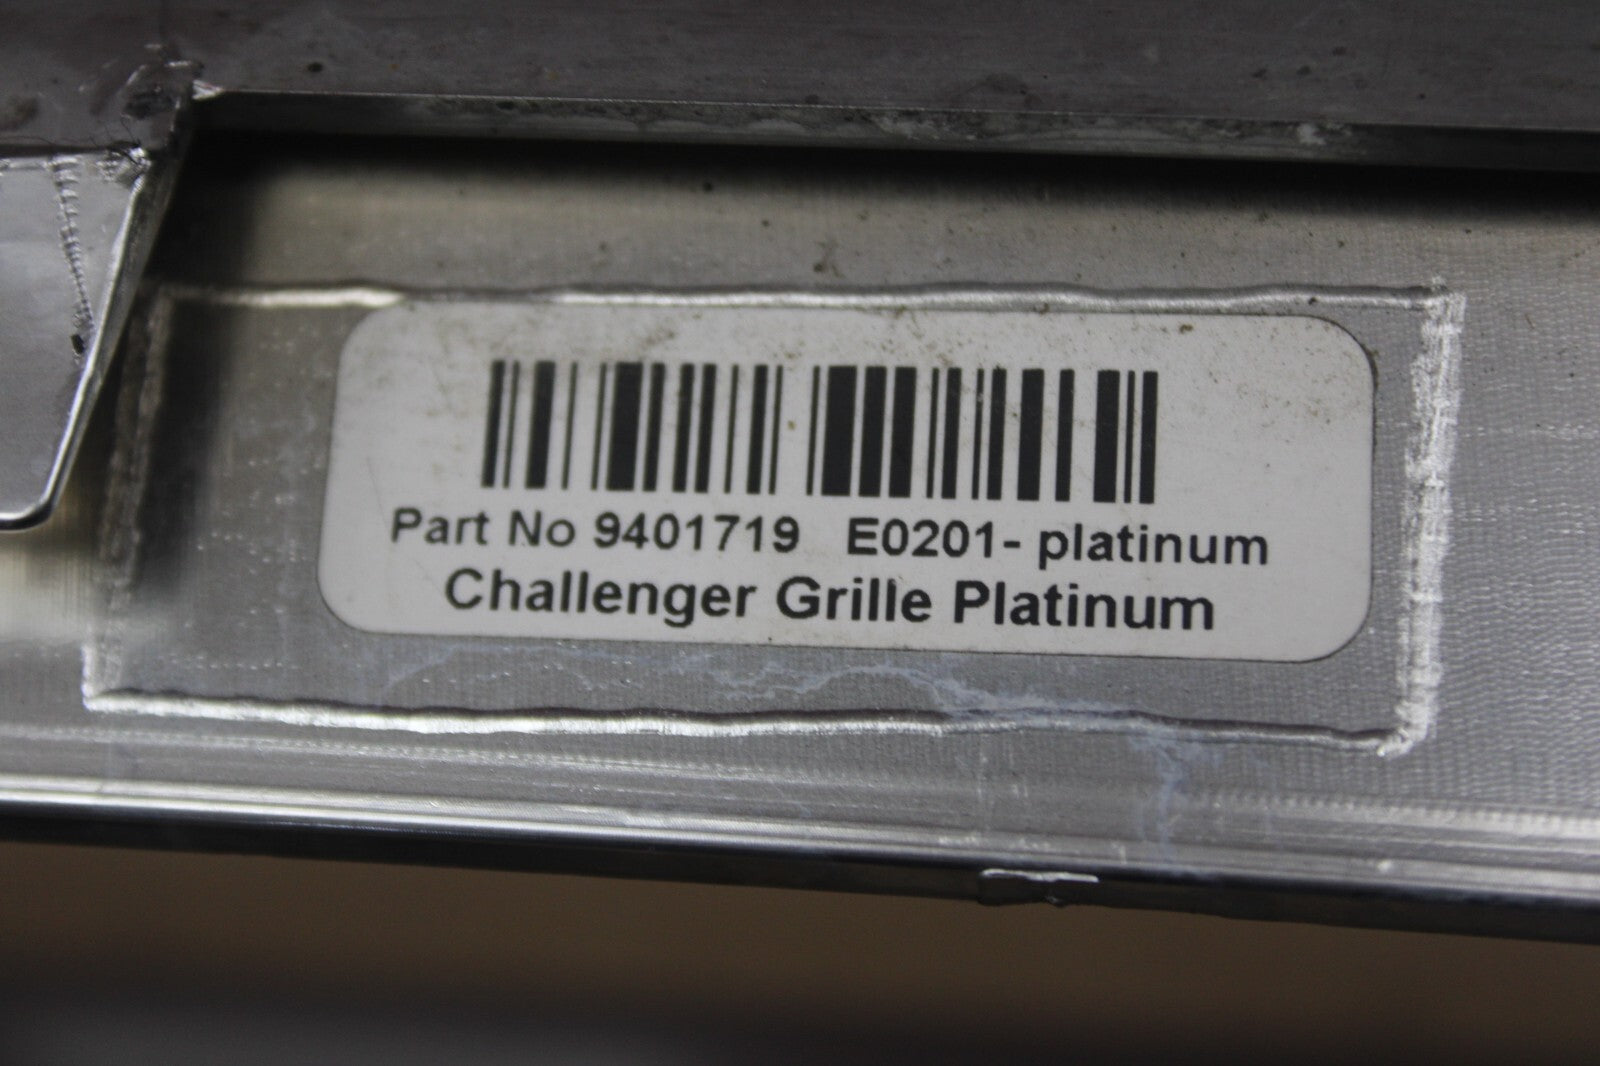 Part No 9401719 E0201- platinum
Challenger Grille Platinum